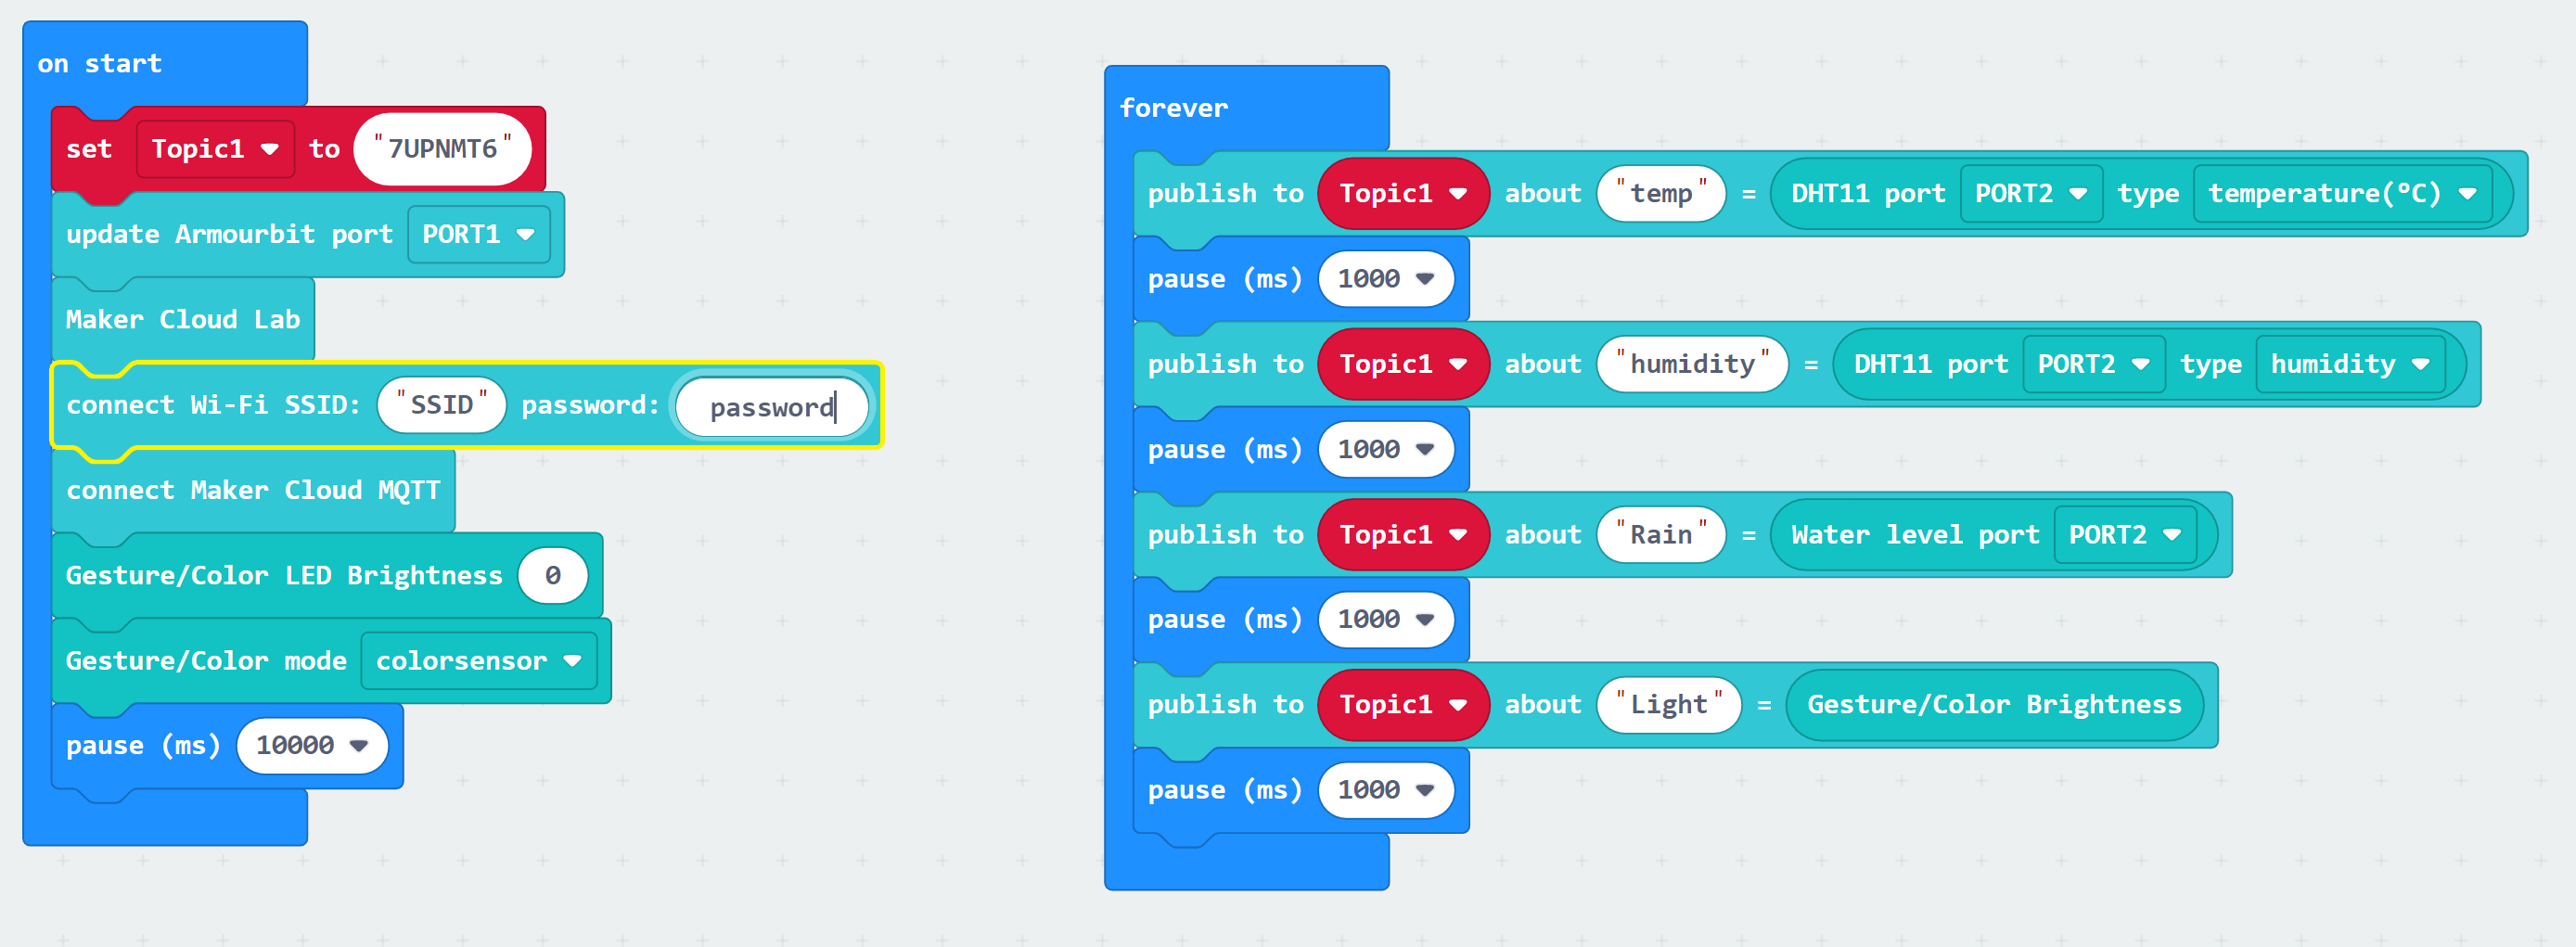 on start
set Topic1 to "7UPNMT6"
update Armourbit port PORT1
Maker Cloud Lab
connect Wi-Fi SSID: "SSID" password: password
connect Maker Cloud MQTT
Gesture/Color LED Brightness 0
Gesture/Color mode colorsensor
pause (ms) 10000
forever
publish to Topic1 about "temp" = DHT11 port PORT2 type temperature(°C)
pause (ms) 1000
publish to Topic1 about "humidity" = DHT11 port PORT2 type humidity
pause (ms) 1000
publish to Topic1 about "Rain" = Water level port PORT2
pause (ms) 1000
publish to Topic1 about "Light" = Gesture/Color Brightness
pause (ms) 1000